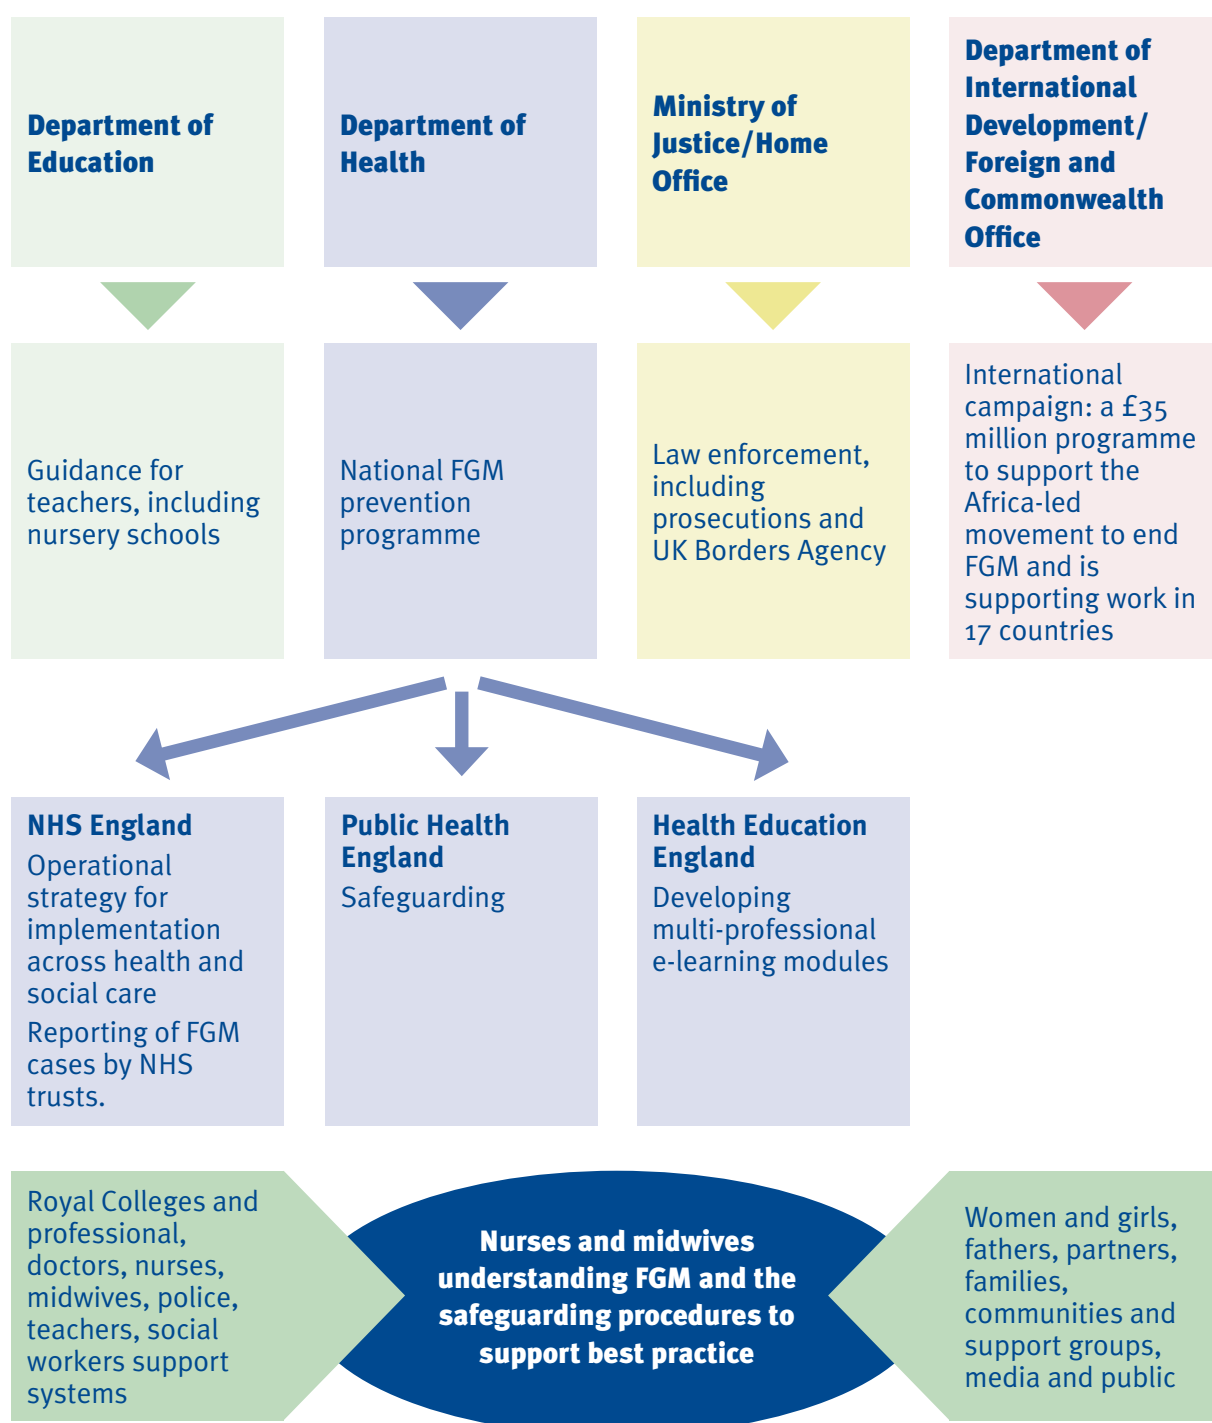 Department of
Education
Department of
Health
Ministry of
Justice/Home
Office
Department of
International
Development/
Foreign and
Commonwealth
Office
Guidance for
teachers, including
nursery schools
National FGM
prevention
programme
Law enforcement,
including
prosecutions and
UK Borders Agency
International
campaign: a £35
million programme
to support the
Africa-led
movement to end
FGM and is
supporting work in
17 countries
NHS England
Operational
strategy for
implementation
across health and
social care
Reporting of FGM
cases by NHS
trusts.
Public Health
England
Safeguarding
Health Education
England
Developing
multi-professional
e-learning modules
Royal Colleges and
professional,
doctors, nurses,
midwives, police,
teachers, social
workers support
systems
Nurses and midwives
understanding FGM and the
safeguarding procedures to
support best practice
Women and girls,
fathers, partners,
families,
communities and
support groups,
media and public